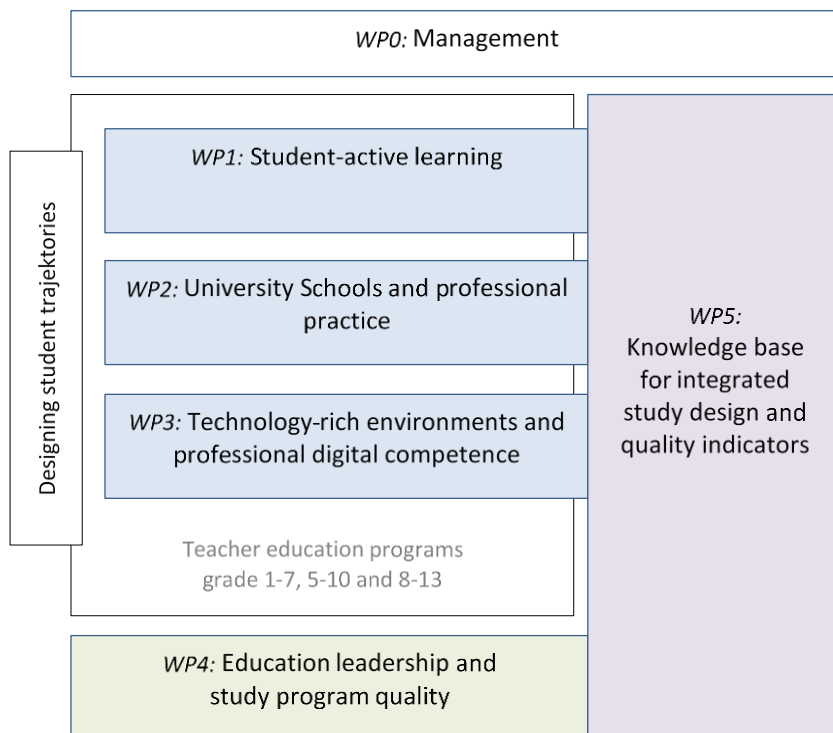 WP0: Management
Designing student trajektories
WP1: Student-active learning
WP2: University Schools and professional
practice
WP3: Technology-rich environments and
professional digital competence
Teacher education programs
grade 1-7, 5-10 and 8-13
WP4: Education leadership and
study program quality
WP5:
Knowledge base
for integrated
study design and
quality indicators